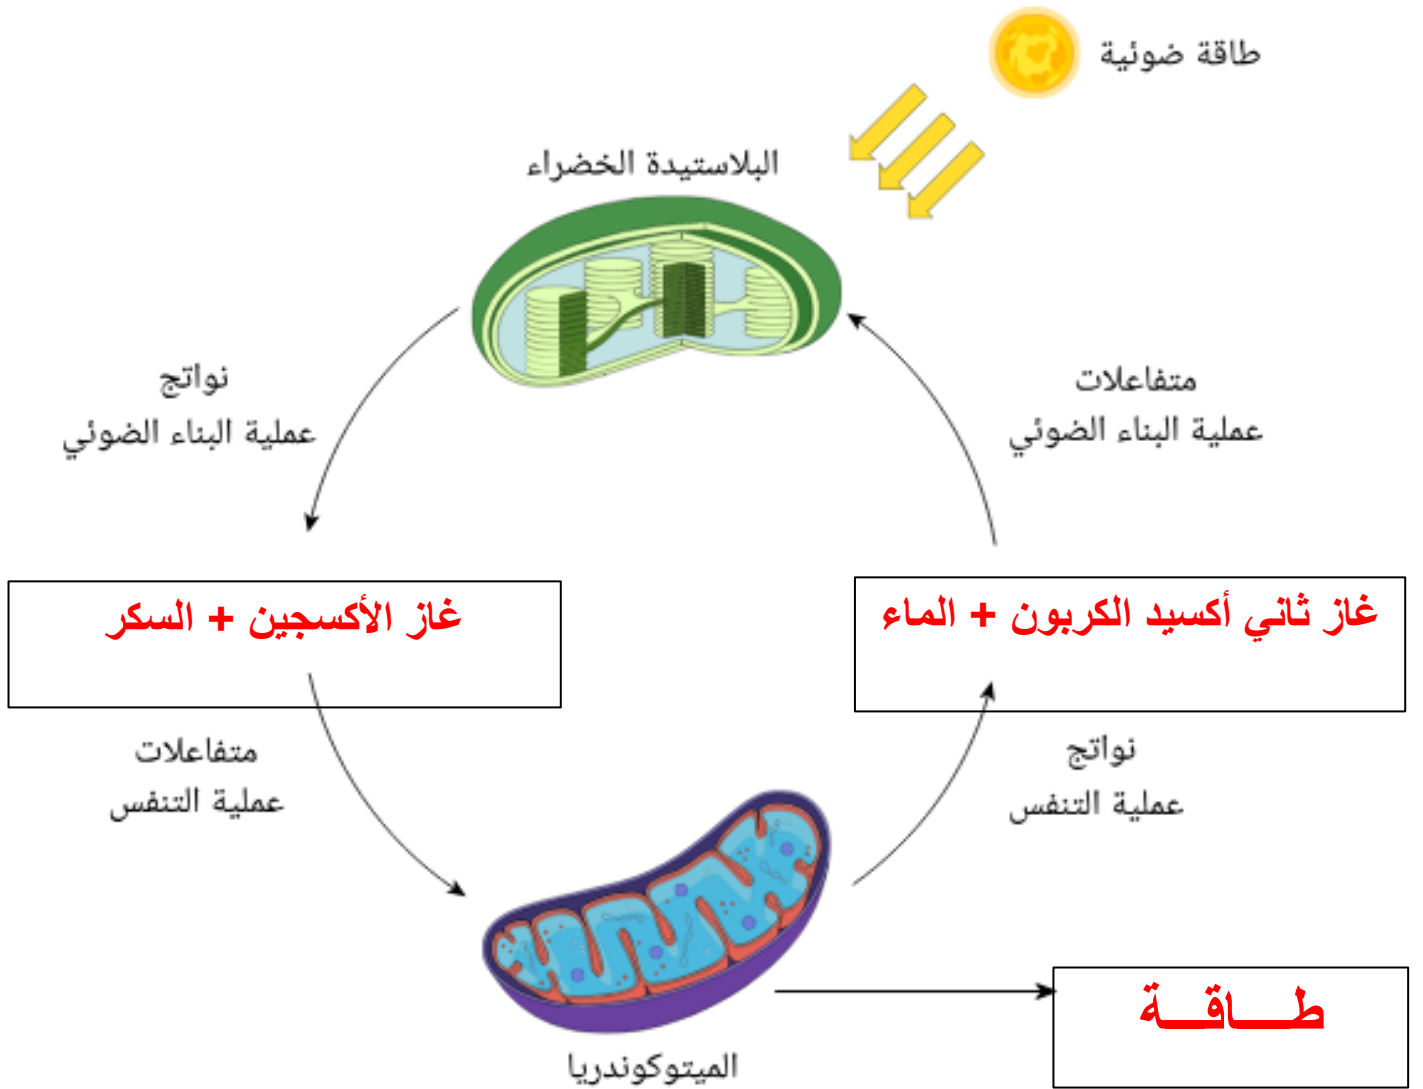 طاقة ضوئية
البلاستيدة الخضراء
متفاعلات
عملية البناء الضوئي
نواتج
عملية البناء الضوئي
غاز ثاني أكسيد الكربون + الماء
غاز الأكسجين + السكر
نواتج
عملية التنفس
متفاعلات
عملية التنفس
طـــاقــة
الميتوكوندريا